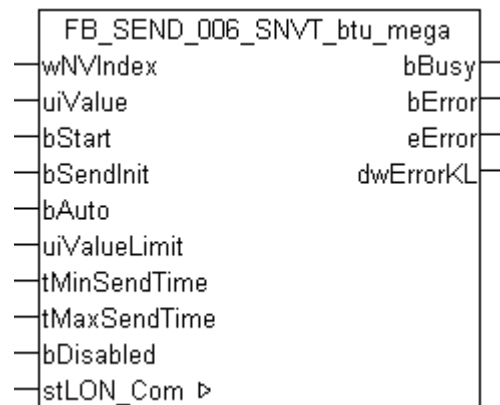 FB_SEND_006_SNVT_btu_mega
wNVIndex bBusy
uiValue bError
bStart eError
bSendInit dwErrorKL
bAuto
uiValueLimit
tMinSendTime
tMaxSendTime
bDisabled
stLON_Com ▷